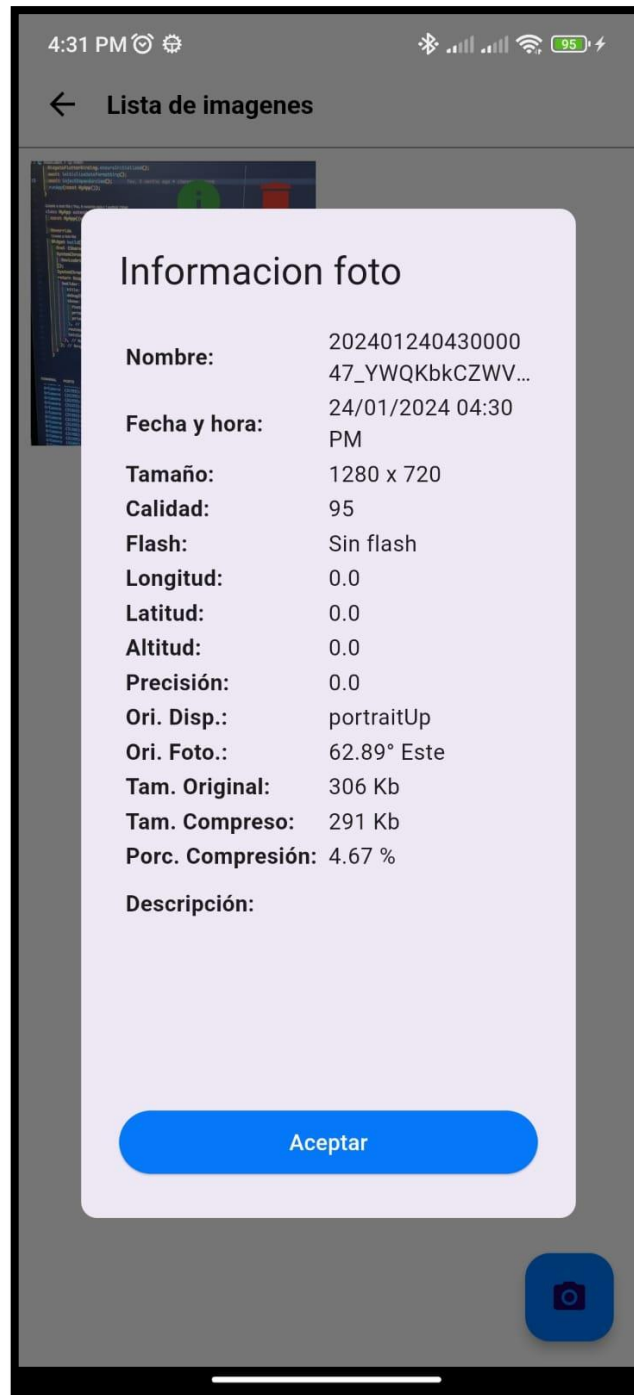 4:31 PM
95
Lista de imagenes
Informacion foto
Nombre: 202401240430000
47_YWQKbkCZWV...
Fecha y hora: 24/01/2024 04:30
PM
Tamaño: 1280 x 720
Calidad: 95
Flash: Sin flash
Longitud: 0.0
Latitud: 0.0
Altitud: 0.0
Precisión: 0.0
Ori. Disp.: portraitUp
Ori. Foto.: 62.89° Este
Tam. Original: 306 Kb
Tam. Compreso: 291 Kb
Porc. Compresión: 4.67 %
Descripción:
Aceptar